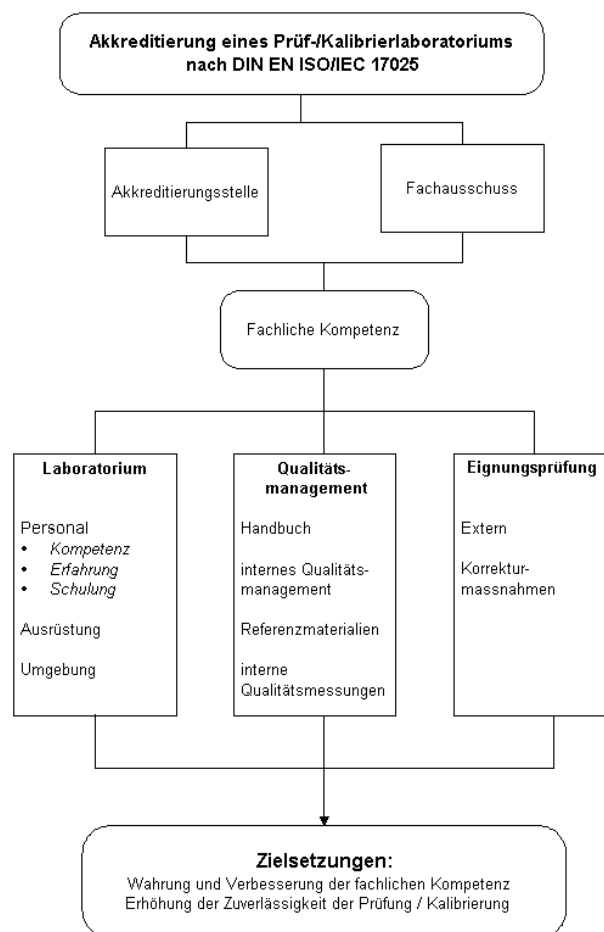 Akkreditierung eines Prüf-/Kalibrierlaboratoriums
nach DIN EN ISO/IEC 17025
Akkreditierungsstelle
Fachausschuss
Fachliche Kompetenz
Laboratorium
Personal
• Kompetenz
• Erfahrung
• Schulung
Ausrüstung
Umgebung
Qualitäts-
management
Handbuch
internes Qualitäts-
management
Referenzmaterialien
interne
Qualitätsmessungen
Eignungsprüfung
Extern
Korrektur-
massnahmen
Zielsetzungen:
Wahrung und Verbesserung der fachlichen Kompetenz
Erhöhung der Zuverlässigkeit der Prüfung / Kalibrierung